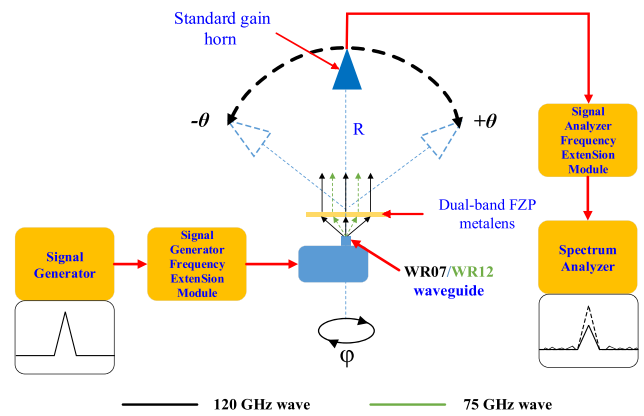 Standard gain
horn
-θ
+θ
R
Signal
Analyzer
Frequency
ExtenSion
Module
Dual-band FZP
metalens
Signal
Generator
Signal
Generator
Frequency
ExtenSion
Module
WR07/WR12
waveguide
Spectrum
Analyzer
φ
120 GHz wave
75 GHz wave